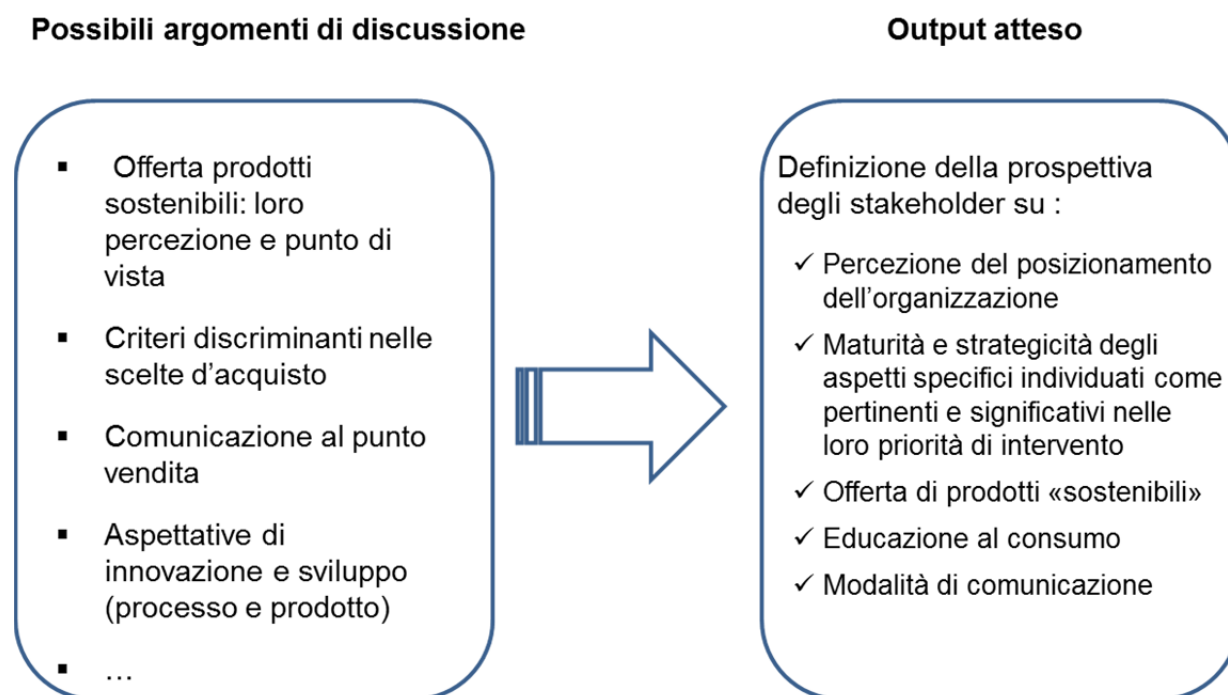 Possibili argomenti di discussione
Output atteso
▪ Offerta prodotti
sostenibili: loro
percezione e punto di
vista
▪ Criteri discriminanti nelle
scelte d’acquisto
▪ Comunicazione al punto
vendita
▪ Aspettative di
innovazione e sviluppo
(processo e prodotto)
▪ …
Definizione della prospettiva
degli stakeholder su :
✓ Percezione del posizionamento
dell’organizzazione
✓ Maturità e strategicità degli
aspetti specifici individuati come
pertinenti e significativi nelle
loro priorità di intervento
✓ Offerta di prodotti «sostenibili»
✓ Educazione al consumo
✓ Modalità di comunicazione